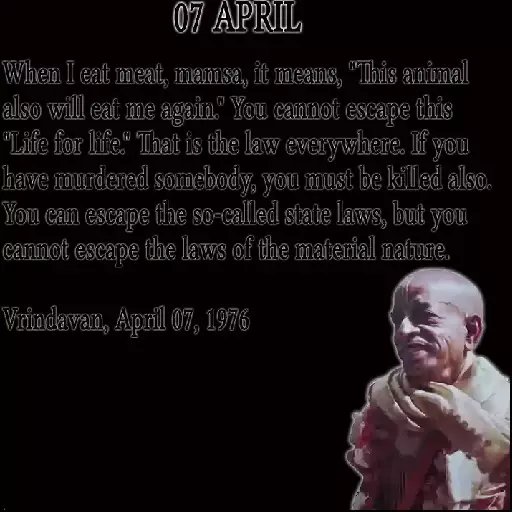 07 APRIL
When I eat meat, mamsa, it means, "This animal
also will eat me again." You cannot escape this
"Life for life." That is the law everywhere. If you
have murdered somebody, you must be killed also.
You can escape the so-called state laws, but you
cannot escape the laws of the material nature.
Vrindavan, April 07, 1976